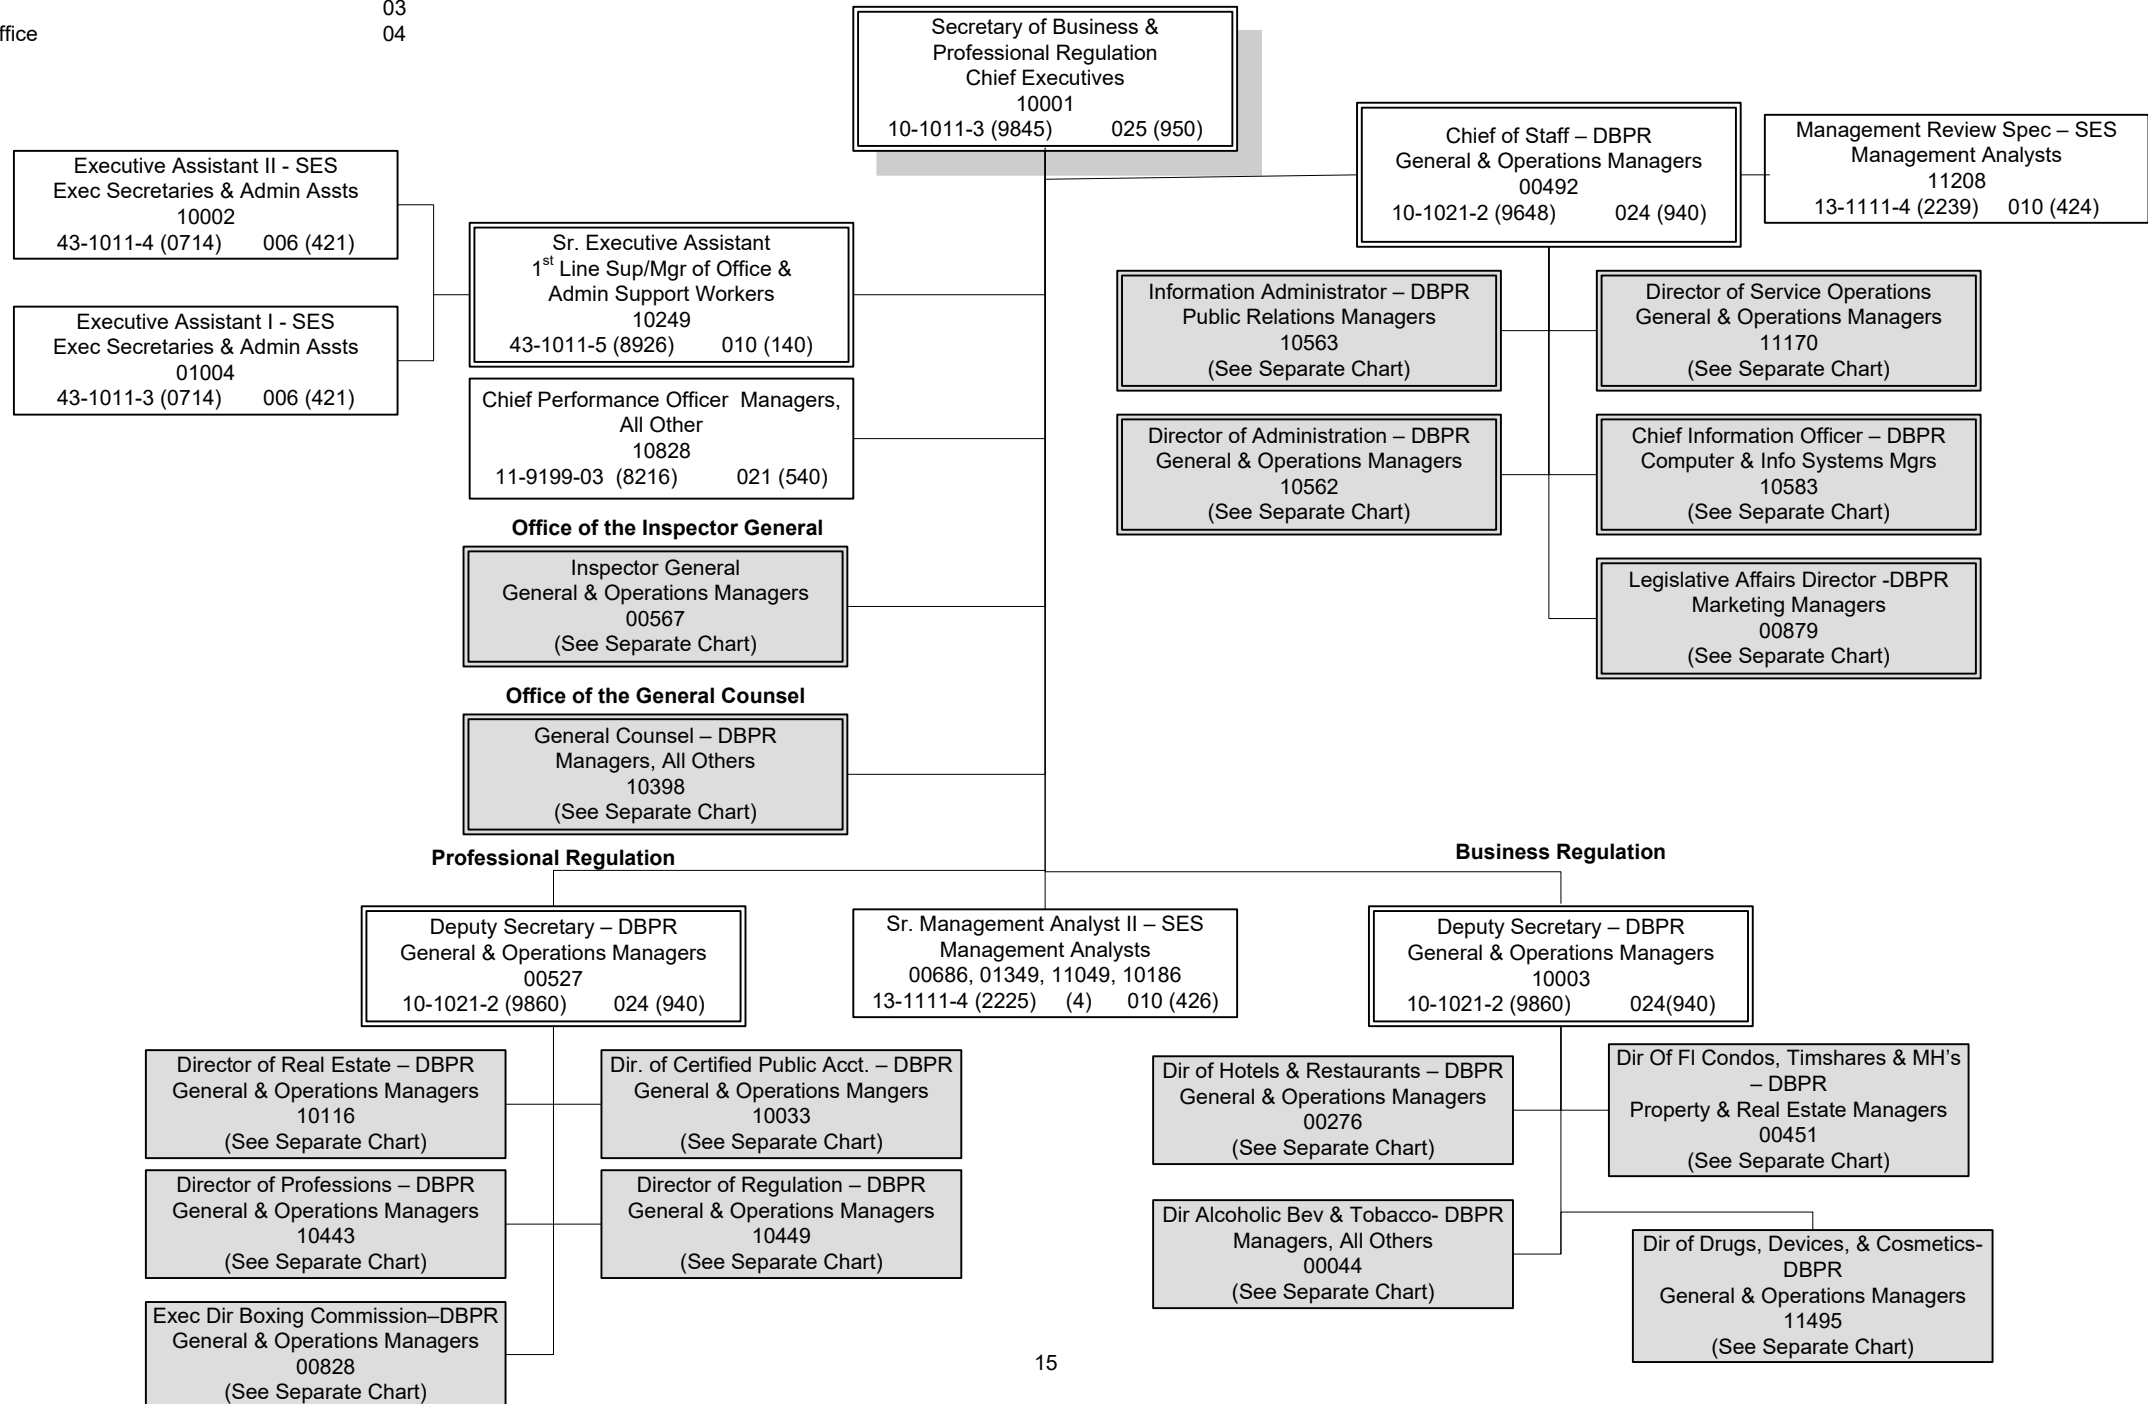 03
ffice 04
Secretary of Business &
Professional Regulation
Chief Executives
10001
10-1011-3 (9845) 025 (950)
Chief of Staff – DBPR
General & Operations Managers
00492
10-1021-2 (9648) 024 (940)
Management Review Spec – SES
Management Analysts
11208
13-1111-4 (2239) 010 (424)
Executive Assistant II - SES
Exec Secretaries & Admin Assts
10002
43-1011-4 (0714) 006 (421)
Sr. Executive Assistant
1st Line Sup/Mgr of Office &
Admin Support Workers
10249
43-1011-5 (8926) 010 (140)
Executive Assistant I - SES
Exec Secretaries & Admin Assts
01004
43-1011-3 (0714) 006 (421)
Chief Performance Officer Managers,
All Other
10828
11-9199-03 (8216) 021 (540)
Information Administrator – DBPR
Public Relations Managers
10563
(See Separate Chart)
Director of Service Operations
General & Operations Managers
11170
(See Separate Chart)
Director of Administration – DBPR
General & Operations Managers
10562
(See Separate Chart)
Chief Information Officer – DBPR
Computer & Info Systems Mgrs
10583
(See Separate Chart)
Legislative Affairs Director -DBPR
Marketing Managers
00879
(See Separate Chart)
Office of the Inspector General
Inspector General
General & Operations Managers
00567
(See Separate Chart)
Office of the General Counsel
General Counsel – DBPR
Managers, All Others
10398
(See Separate Chart)
Professional Regulation
Business Regulation
Deputy Secretary – DBPR
General & Operations Managers
00527
10-1021-2 (9860) 024 (940)
Sr. Management Analyst II – SES
Management Analysts
00686, 01349, 11049, 10186
13-1111-4 (2225) (4) 010 (426)
Deputy Secretary – DBPR
General & Operations Managers
10003
10-1021-2 (9860) 024(940)
Director of Real Estate – DBPR
General & Operations Managers
10116
(See Separate Chart)
Dir. of Certified Public Acct. – DBPR
General & Operations Mangers
10033
(See Separate Chart)
Dir of Hotels & Restaurants – DBPR
General & Operations Managers
00276
(See Separate Chart)
Dir Of Fl Condos, Timshares & MH's
– DBPR
Property & Real Estate Managers
00451
(See Separate Chart)
Director of Professions – DBPR
General & Operations Managers
10443
(See Separate Chart)
Director of Regulation – DBPR
General & Operations Managers
10449
(See Separate Chart)
Dir Alcoholic Bev & Tobacco- DBPR
Managers, All Others
00044
(See Separate Chart)
Dir of Drugs, Devices, & Cosmetics-
DBPR
General & Operations Managers
11495
(See Separate Chart)
Exec Dir Boxing Commission–DBPR
General & Operations Managers
00828
(See Separate Chart)
15